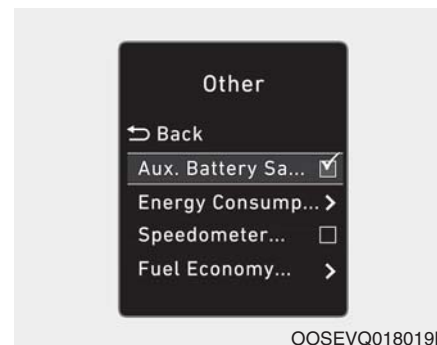 Other
Back
Aux. Battery Sa...
Energy Consump...
Speedometer...
Fuel Economy...
OOSEVQ018019